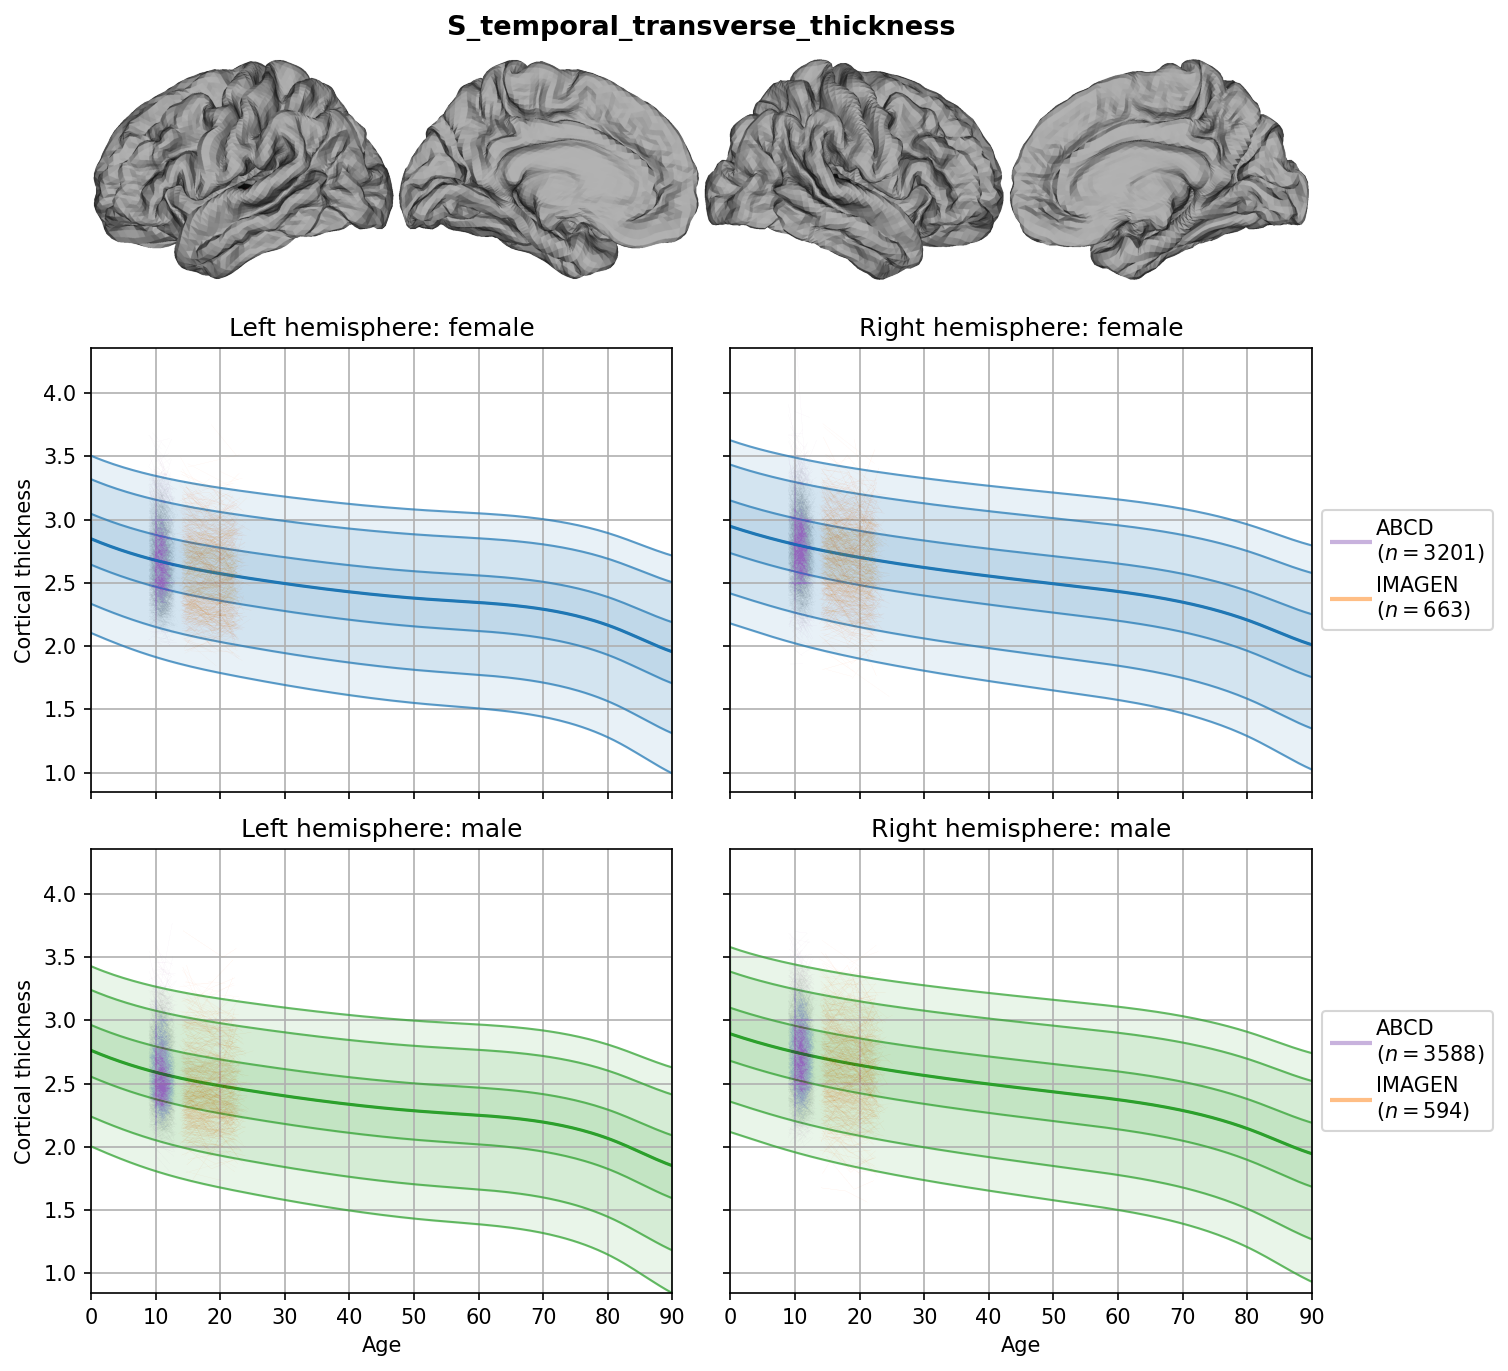 S_temporal_transverse_thickness
Left hemisphere: female
Right hemisphere: female
Cortical thickness
4.0
3.5
3.0
2.5
2.0
1.5
1.0
ABCD
(n = 3201)
IMAGEN
(n = 663)
Left hemisphere: male
Right hemisphere: male
Cortical thickness
4.0
3.5
3.0
2.5
2.0
1.5
1.0
0 10 20 30 40 50 60 70 80 90
Age
0 10 20 30 40 50 60 70 80 90
Age
ABCD
(n = 3588)
IMAGEN
(n = 594)